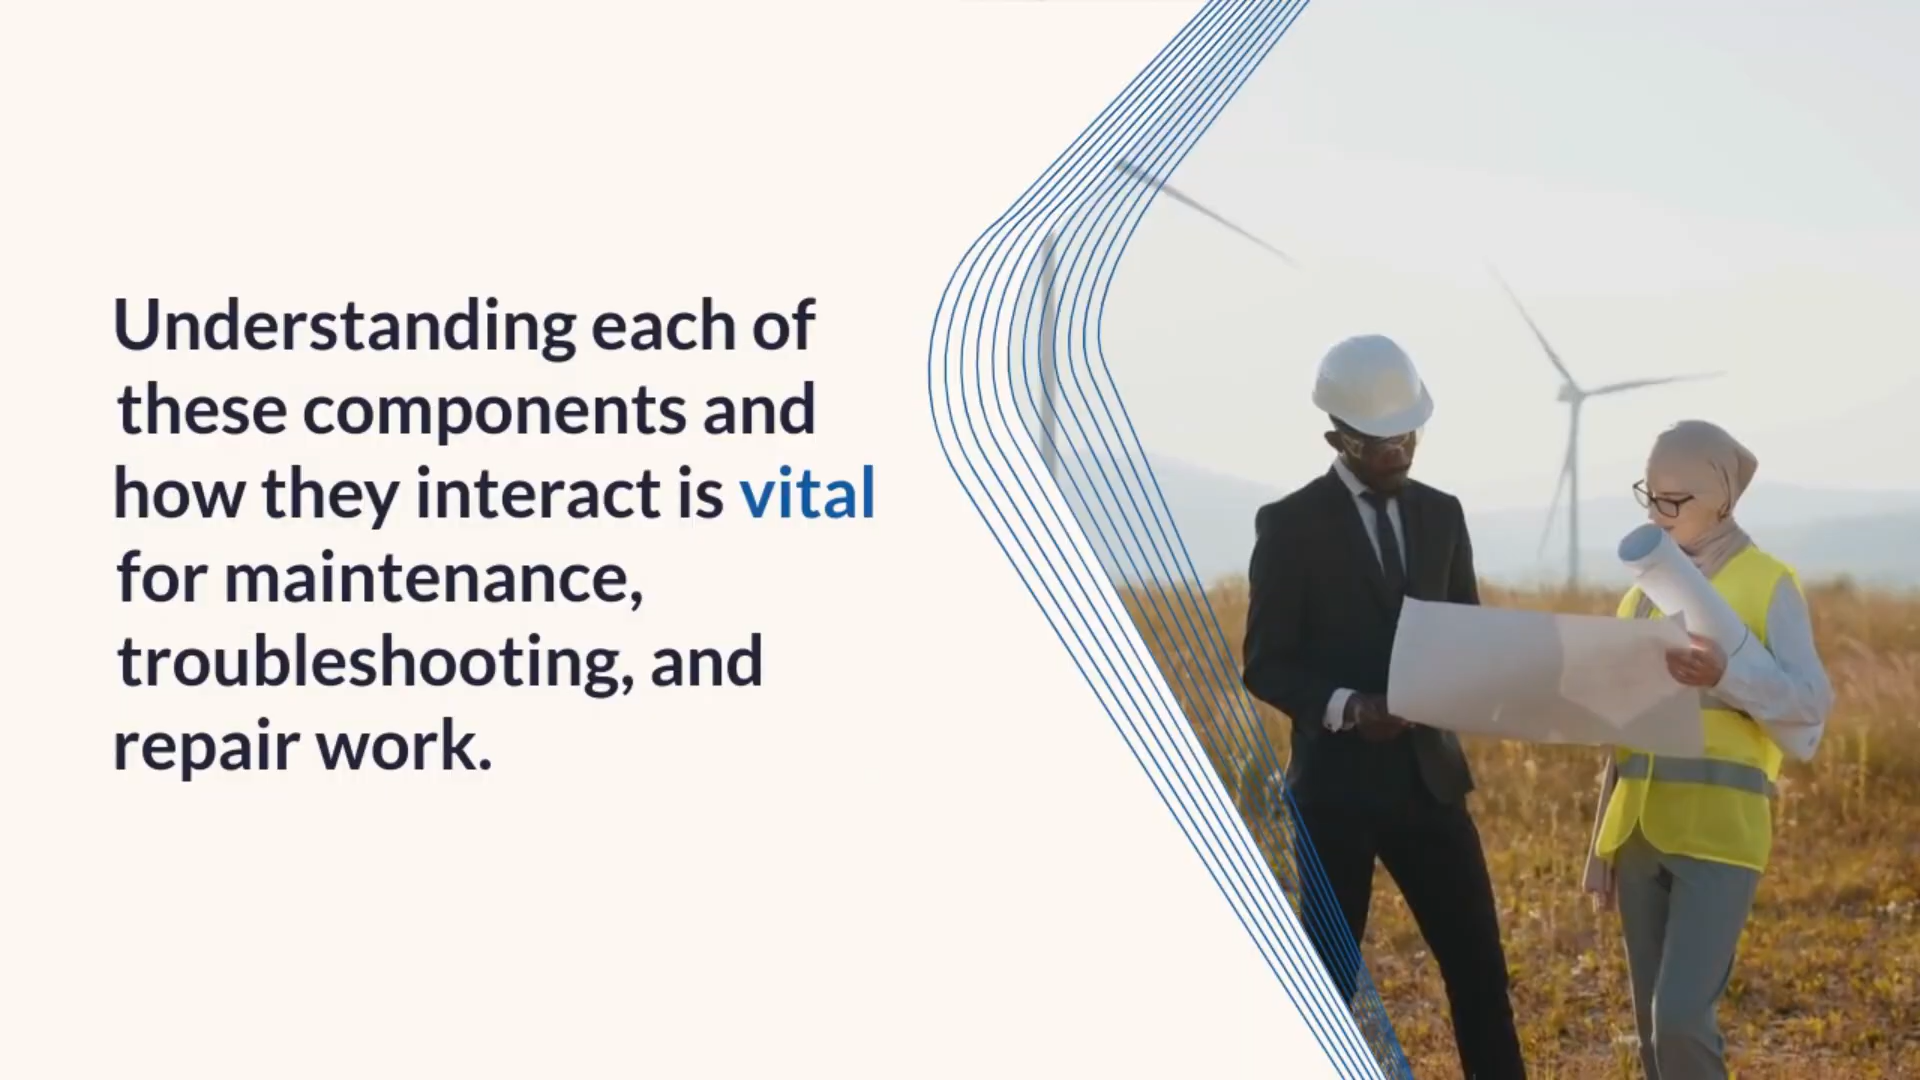 Understanding each of
these components and
how they interact is vital
for maintenance,
troubleshooting, and
repair work.